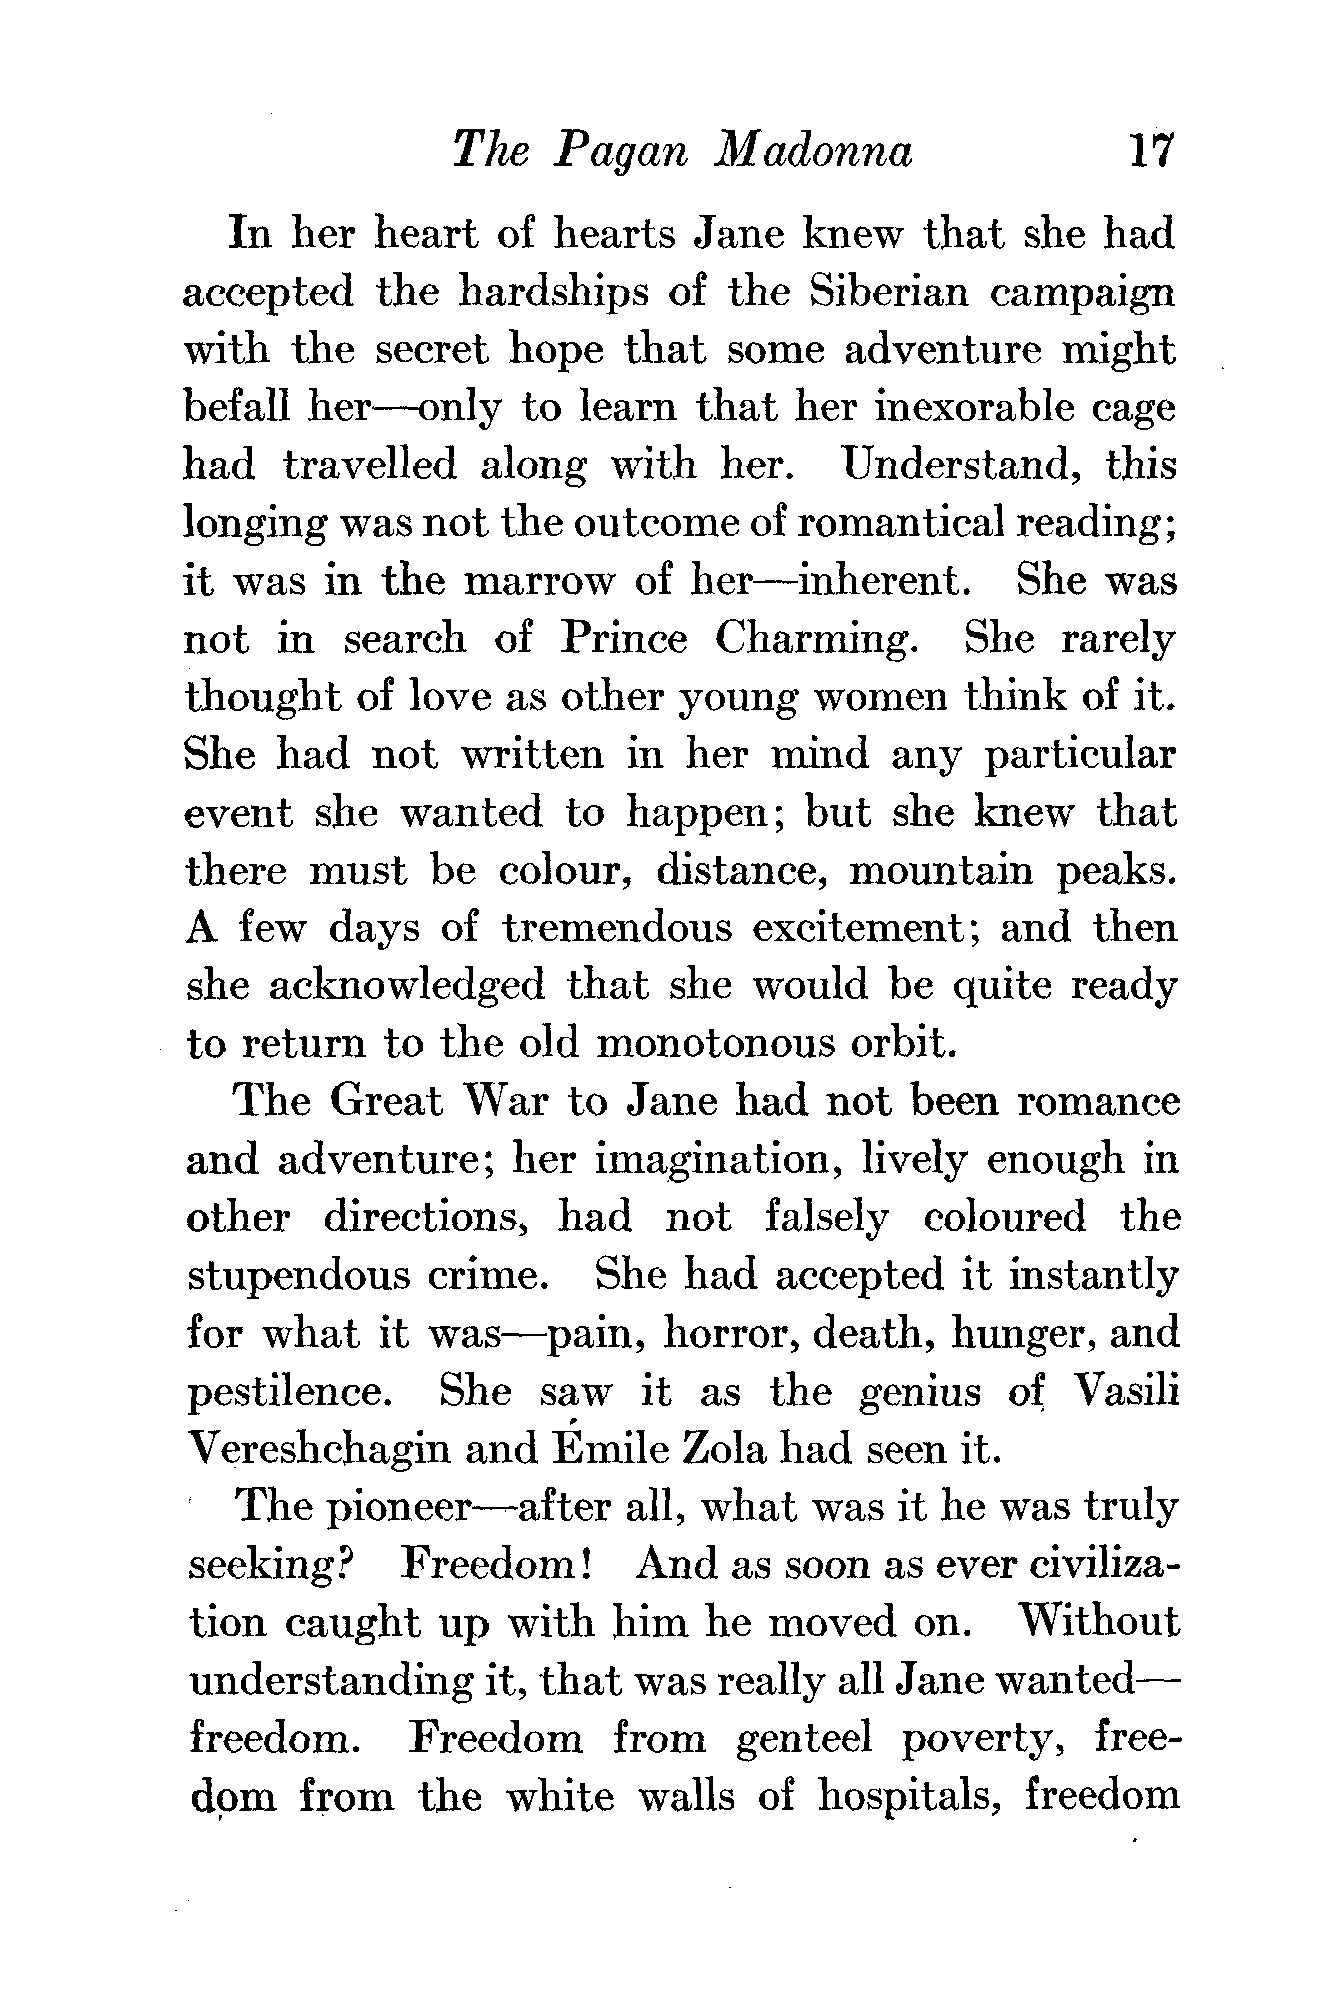 The Pagan Madonna 17
In her heart of hearts Jane knew that she had
accepted the hardships of the Siberian campaign
with the secret hope that some adventure might
befall her—only to learn that her inexorable cage
had travelled along with her. Understand, this
longing was not the outcome of romantical reading;
it was in the marrow of her—inherent. She was
not in search of Prince Charming. She rarely
thought of love as other young women think of it.
She had not written in her mind any particular
event she wanted to happen; but she knew that
there must be colour, distance, mountain peaks.
A few days of tremendous excitement; and then
she acknowledged that she would be quite ready
to return to the old monotonous orbit.
The Great War to Jane had not been romance
and adventure; her imagination, lively enough in
other directions, had not falsely coloured the
stupendous crime. She had accepted it instantly
for what it was—pain, horror, death, hunger, and
pestilence. She saw it as the genius of Vasili
Vereshchagin and Émile Zola had seen it.
The pioneer—after all, what was it he was truly
seeking? Freedom! And as soon as ever civiliza-
tion caught up with him he moved on. Without
understanding it, that was really all Jane wanted—
freedom. Freedom from genteel poverty, free-
dom from the white walls of hospitals, freedom